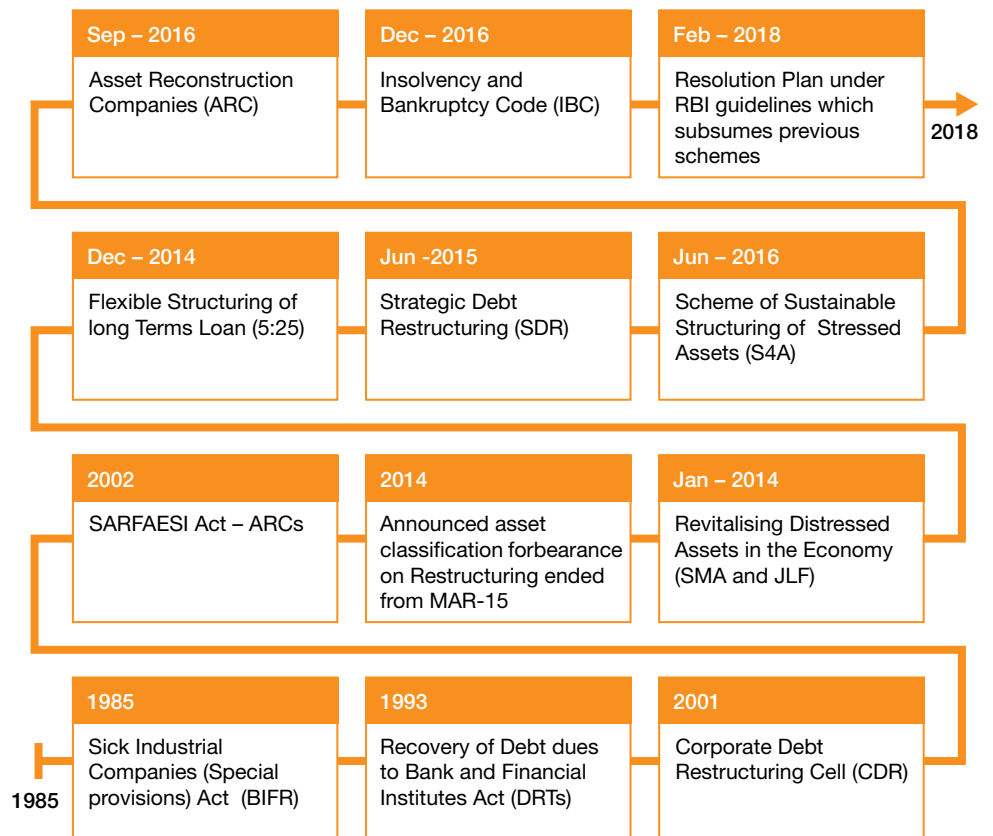 Sep – 2016
Asset Reconstruction
Companies (ARC)
Dec – 2016
Insolvency and
Bankruptcy Code (IBC)
Feb – 2018
Resolution Plan under
RBI guidelines which
subsumes previous
schemes
2018
Dec – 2014
Flexible Structuring of
long Terms Loan (5:25)
Jun -2015
Strategic Debt
Restructuring (SDR)
Jun – 2016
Scheme of Sustainable
Structuring of Stressed
Assets (S4A)
2002
SARFAESI Act – ARCs
2014
Announced asset
classification forbearance
on Restructuring ended
from MAR-15
Jan – 2014
Revitalising Distressed
Assets in the Economy
(SMA and JLF)
1985
1985
Sick Industrial
Companies (Special
provisions) Act (BIFR)
1993
Recovery of Debt dues
to Bank and Financial
Institutes Act (DRTs)
2001
Corporate Debt
Restructuring Cell (CDR)